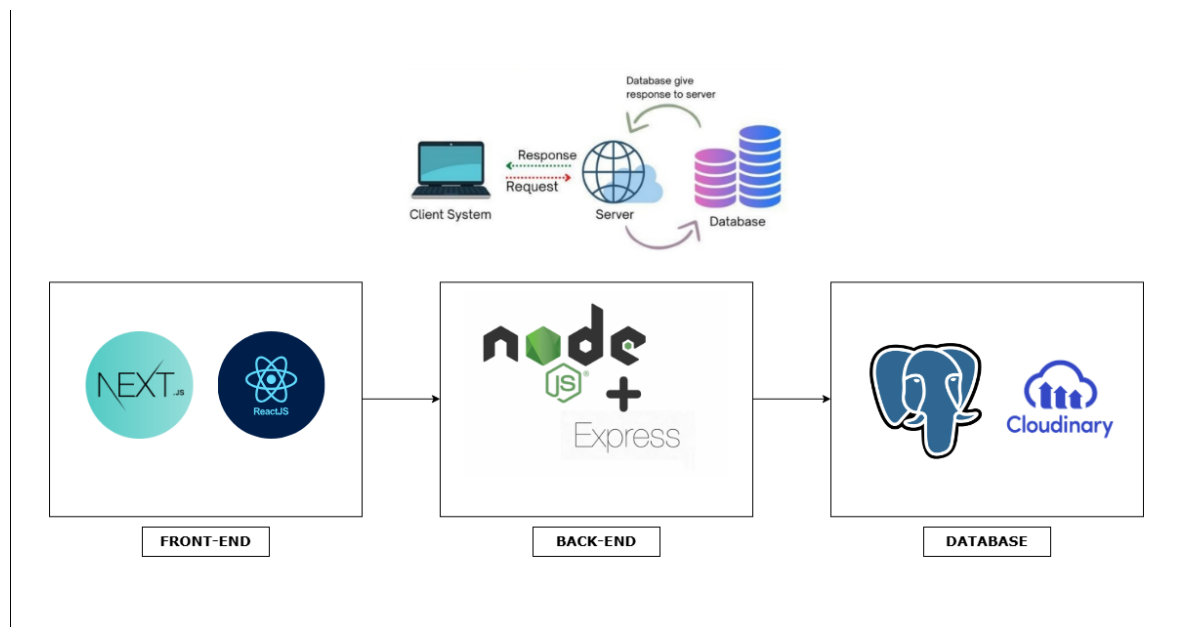 Database give
response to server
Response
Request
Client System
Server
Database
NEXT.JS
ReactJS
node
JS
+
Express
Cloudinary
FRONT-END
BACK-END
DATABASE